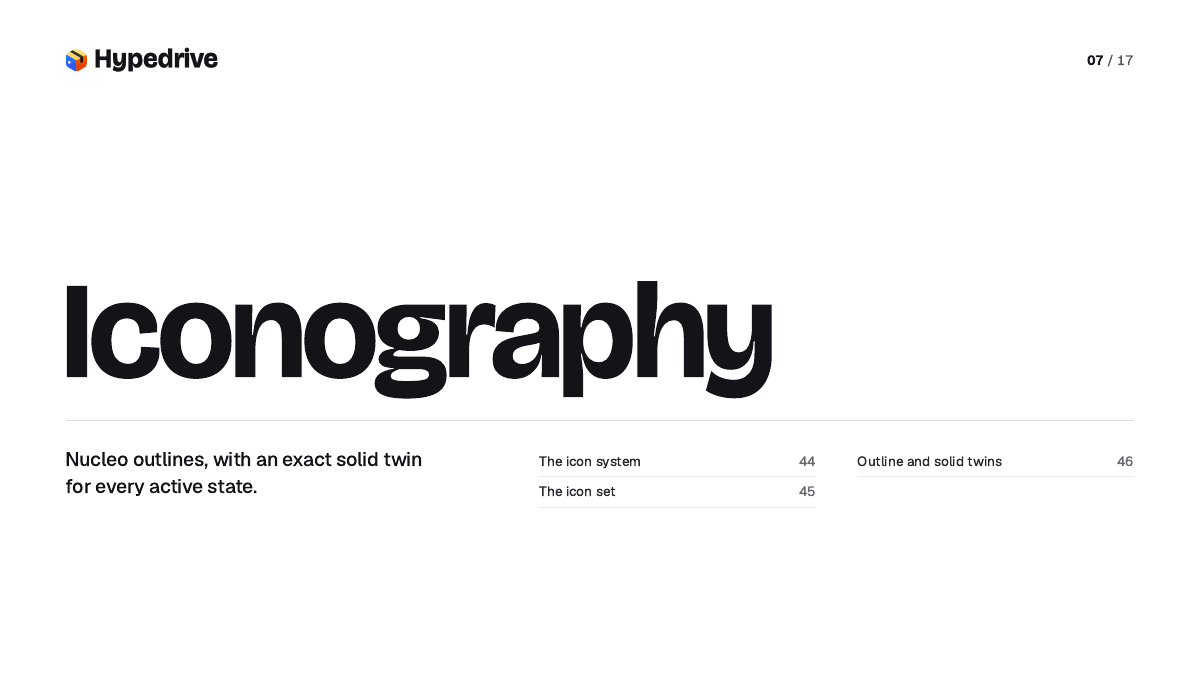 Hypedrive
07 / 17
Iconography
Nucleo outlines, with an exact solid twin
for every active state.
The icon system 44
The icon set 45
Outline and solid twins 46